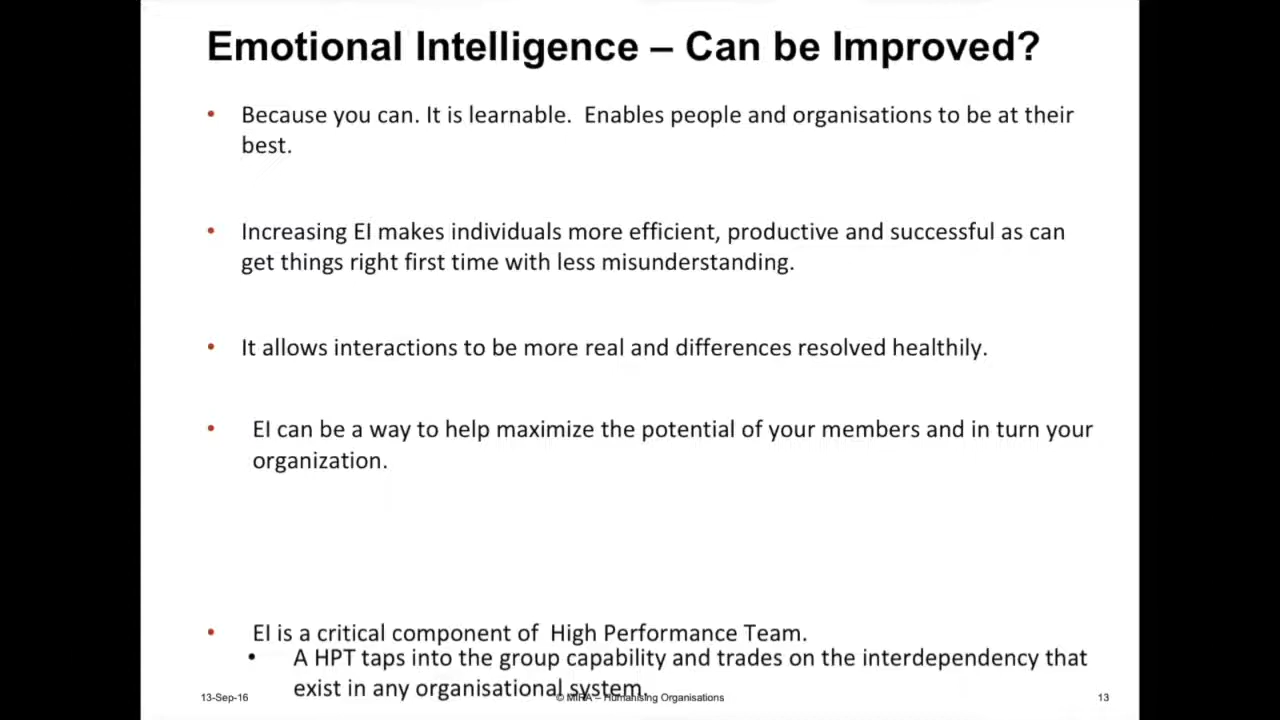 Emotional Intelligence – Can be Improved?
• Because you can. It is learnable.  Enables people and organisations to be at their
best.
• Increasing EI makes individuals more efficient, productive and successful as can
get things right first time with less misunderstanding.
• It allows interactions to be more real and differences resolved healthily.
• EI can be a way to help maximize the potential of your members and in turn your
organization.
• EI is a critical component of  High Performance Team.
• A HPT taps into the group capability and trades on the interdependency that
exist in any organisational system.
13-Sep-16
© MIRA – Humanising Organisations
13